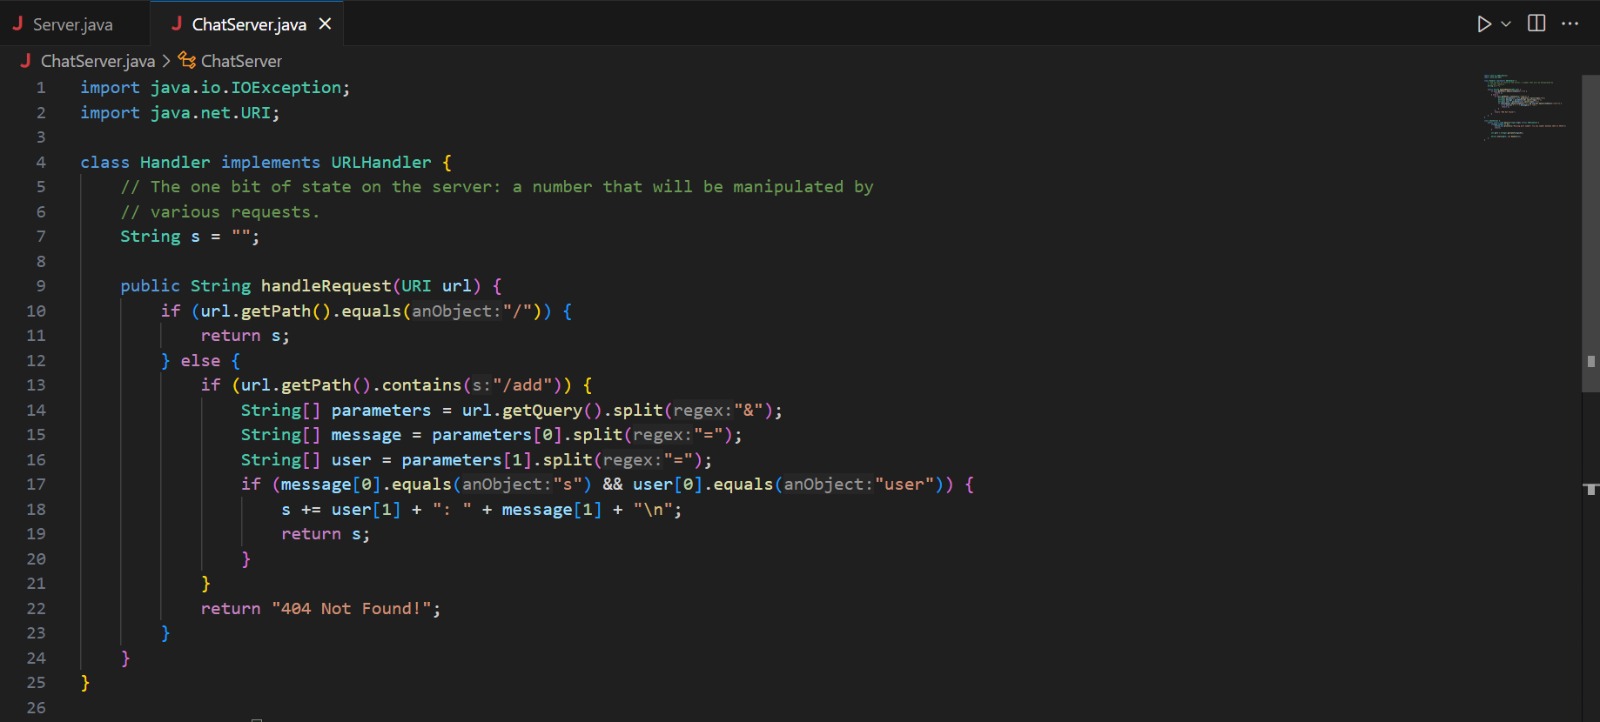 J Server.java J ChatServer.java ×
J ChatServer.java > ChatServer
1 import java.io.IOException;
2 import java.net.URI;
3
4 class Handler implements URLHandler {
5 // The one bit of state on the server: a number that will be manipulated by
6 // various requests.
7 String s = "";
8
9 public String handleRequest(URI url) {
10 if (url.getPath().equals(anObject:"/")) {
11 return s;
12 } else {
13 if (url.getPath().contains(s:"/add")) {
14 String[] parameters = url.getQuery().split(regex:"&");
15 String[] message = parameters[0].split(regex:"=");
16 String[] user = parameters[1].split(regex:"=");
17 if (message[0].equals(anObject:"s") && user[0].equals(anObject:"user")) {
18 s += user[1] + ": " + message[1] + "\n";
19 return s;
20 }
21 }
22 return "404 Not Found!";
23 }
24 }
25 }
26